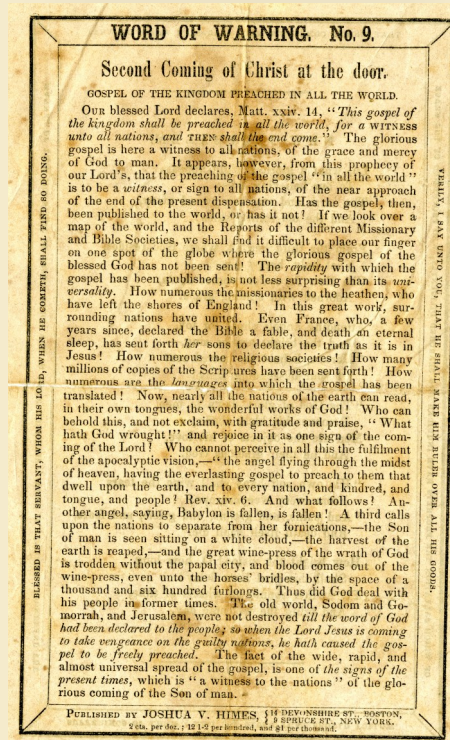 WORD OF WARNING. No. 9.
Second Coming of Christ at the door.
GOSPEL OF THE KINGDOM PREACHED IN ALL THE WORLD.
OUR blessed Lord declares, Matt. xxiv. 14, "This gospel of
the kingdom shall be preached in all the world, for a WITNESS
unto all nations, and THEN shall the end come." The glorious
gospel is here a witness to all nations, of the grace and mercy
of God to man. It appears, however, from this prophecy of
our Lord's, that the preaching of the gospel "in all the world"
is to be a witness, or sign to all nations, of the near approach
of the end of the present dispensation. Has the gospel, then,
been published to the world, or has it not! If we look over a
map of the world, and the Reports of the different Missionary
and Bible Societies, we shall find it difficult to place our finger
on one spot of the globe where the glorious gospel of the
blessed God has not been sent! The rapidity with which the
gospel has been published, is not less surprising than its uni-
versality. How numerous the missionaries to the heathen, who
have left the shores of England! In this great work, sur-
rounding nations have united. Even France, who, a few
years since, declared the Bible a fable, and death an eternal
sleep, has sent forth her sons to declare the truth as it is in
Jesus! How numerous the religious societies! How many
millions of copies of the Scriptures have been sent forth! How
numerous are the languages into which the gospel has been
translated! Now, nearly all the nations of the earth can read,
in their own tongues, the wonderful works of God! Who can
behold this, and not exclaim, with gratitude and praise, "What
hath God wrought!" and rejoice in it as one sign of the com-
ing of the Lord! Who cannot perceive in all this the fulfilment
of the apocalyptic vision,—"the angel flying through the midst
of heaven, having the everlasting gospel to preach to them that
dwell upon the earth, and to every nation, and kindred, and
tongue, and people! Rev. xiv. 6. And what follows! An-
other angel, saying, Babylon is fallen, is fallen! A third calls
upon the nations to separate from her fornications,—the Son
of man is seen sitting on a white cloud,—the harvest of the
earth is reaped,—and the great wine-press of the wrath of God
is trodden without the papal city, and blood comes out of the
wine-press, even unto the horses' bridles, by the space of a
thousand and six hundred furlongs. Thus did God deal with
his people in former times. The old world, Sodom and Go-
morrah, and Jerusalem, were not destroyed till the word of God
had been declared to the people; so when the Lord Jesus is coming
to take vengeance on the guilty nations, he hath caused the gos-
pel to be freely preached. The fact of the wide, rapid, and
almost universal spread of the gospel, is one of the signs of the
present times, which is "a witness to the nations" of the glo-
rious coming of the Son of man.
PUBLISHED BY JOSHUA V. HIMES, { 14 DEVONSHIRE ST., BOSTON,
9 SPRUCE ST., NEW YORK.
2 cts. per doz.; 12 1-2 per hundred, and $1 per thousand.
BLESSED IS THAT SERVANT, WHOM HIS LORD, WHEN HE COMETH, SHALL FIND SO DOING.
VERILY, I SAY UNTO YOU, THAT HE SHALL MAKE HIM RULER OVER ALL HIS GOODS.